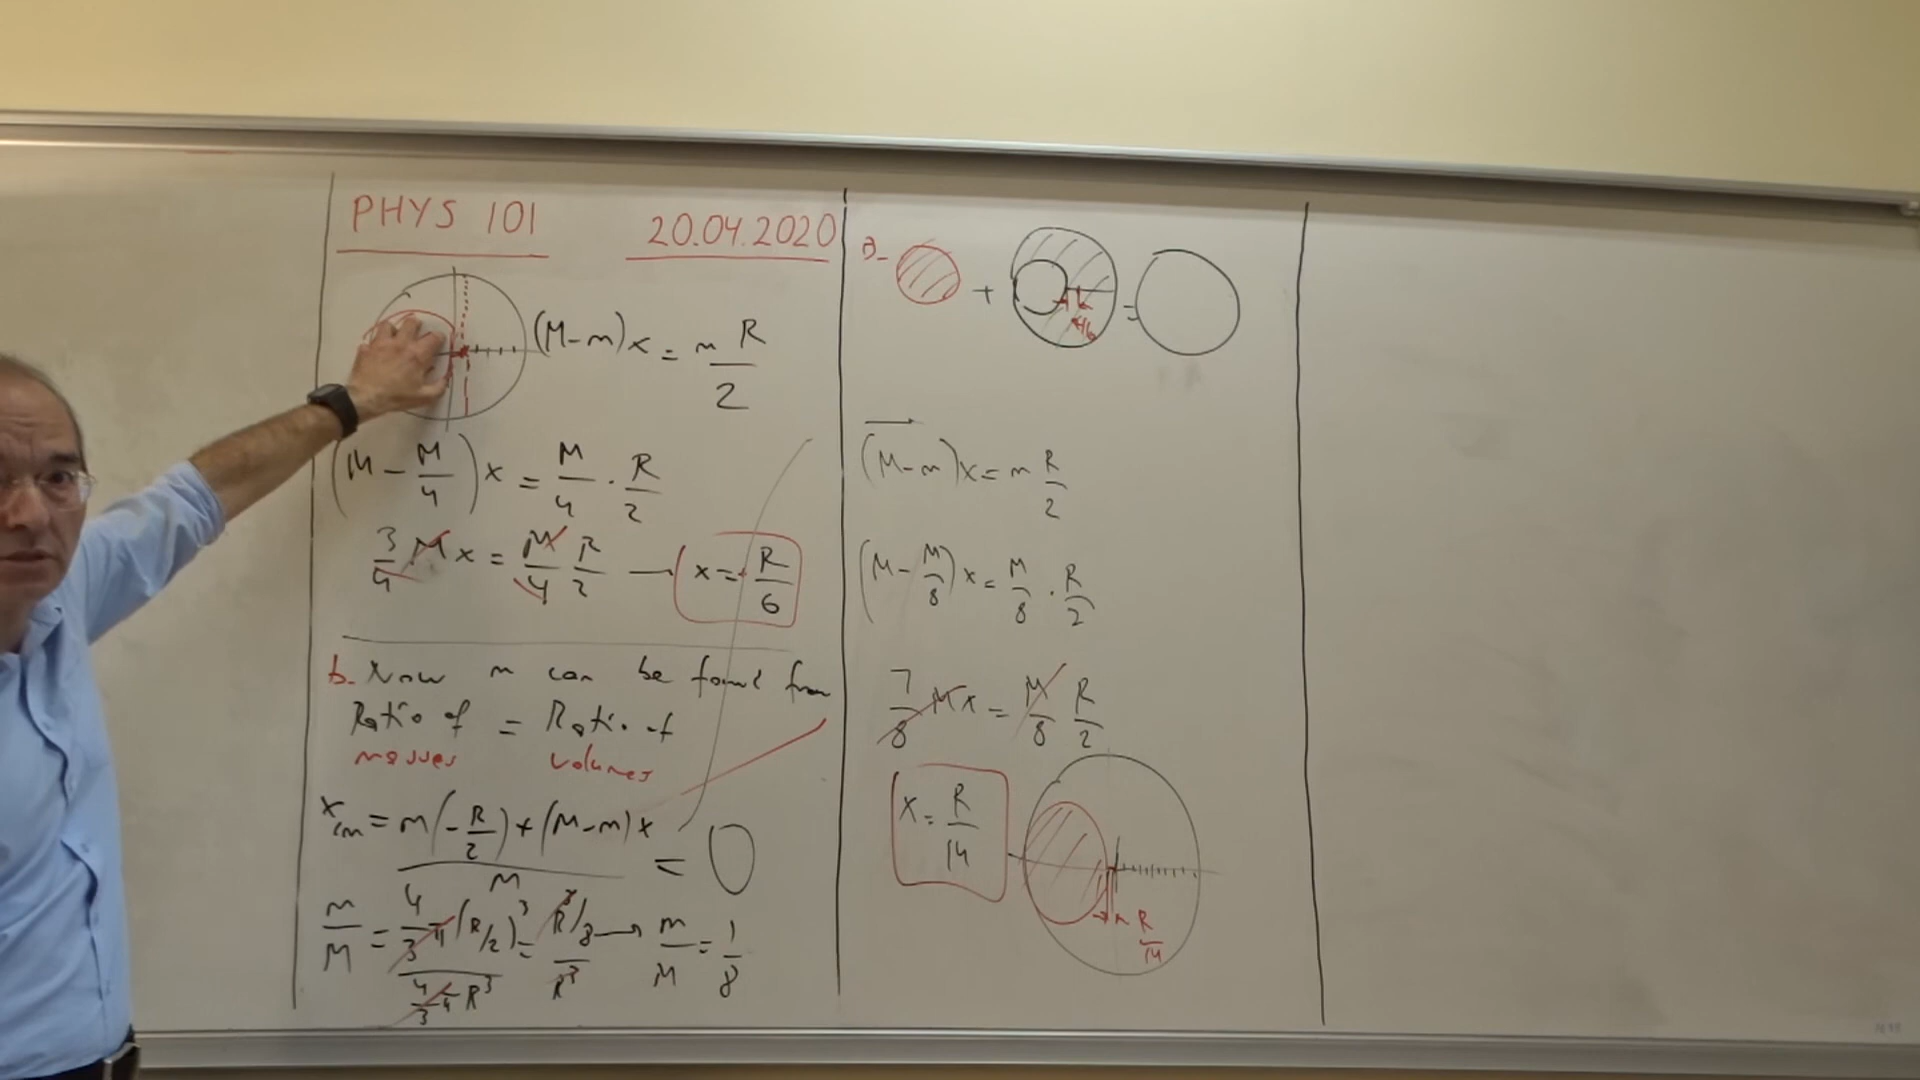 PHYS 101 20.04.2020
(M-m)x = m R/2
(M - M/4)x = M/4 · R/2
3/4 Mx = M/4 R/2 → x = R/6
b. Now m can be found from
Ratio of = Ratio of
masses volumes
x cm = m(-R/2) + (M-m)x / M = 0
m/M = 4/3 π(R/2)³ / 4/3 π R³ = R³/8 / R³ → m/M = 1/8
+ =
R/6
(M-m)x = m R/2
(M - M/8)x = M/8 · R/2
7/8 Mx = M/8 R/2
x = R/14
R/14